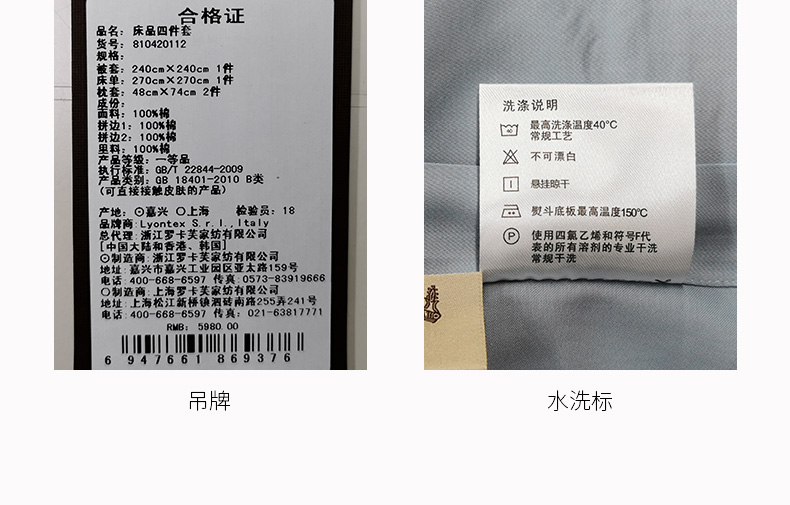 合格证
品名：床品四件套
货号：810420112
规格：
被套：240cm×240cm 1件
床单：270cm×270cm 1件
枕套：48cm×74cm 2件
成份：
面料：100%棉
拼边1：100%棉
拼边2：100%棉
里料：100%棉
产品等级：一等品
执行标准：GB/T 22844-2009
产品类别：GB 18401-2010 B类
(可直接接触皮肤的产品)
产地：⊙嘉兴 ○上海 检验员：18
品牌商：Lyontex S.r.l.,Italy
总代理：浙江罗卡芙家纺有限公司
[中国大陆和香港、韩国]
⊙制造商：浙江罗卡芙家纺有限公司
地址：嘉兴市嘉兴工业园区亚太路159号
电话：400-668-6597 传真：0573-83919666
○制造商：上海罗卡芙家纺有限公司
地址：上海松江新桥镇泗砖南路255弄241号
电话：400-668-6597 传真：021-63817771
RMB：5980.00
6 947661 869376
吊牌
洗涤说明
40
最高洗涤温度40°C
常规工艺
不可漂白
悬挂晾干
熨斗底板最高温度150°C
P
使用四氯乙烯和符号F代
表的所有溶剂的专业干洗
常规干洗
水洗标